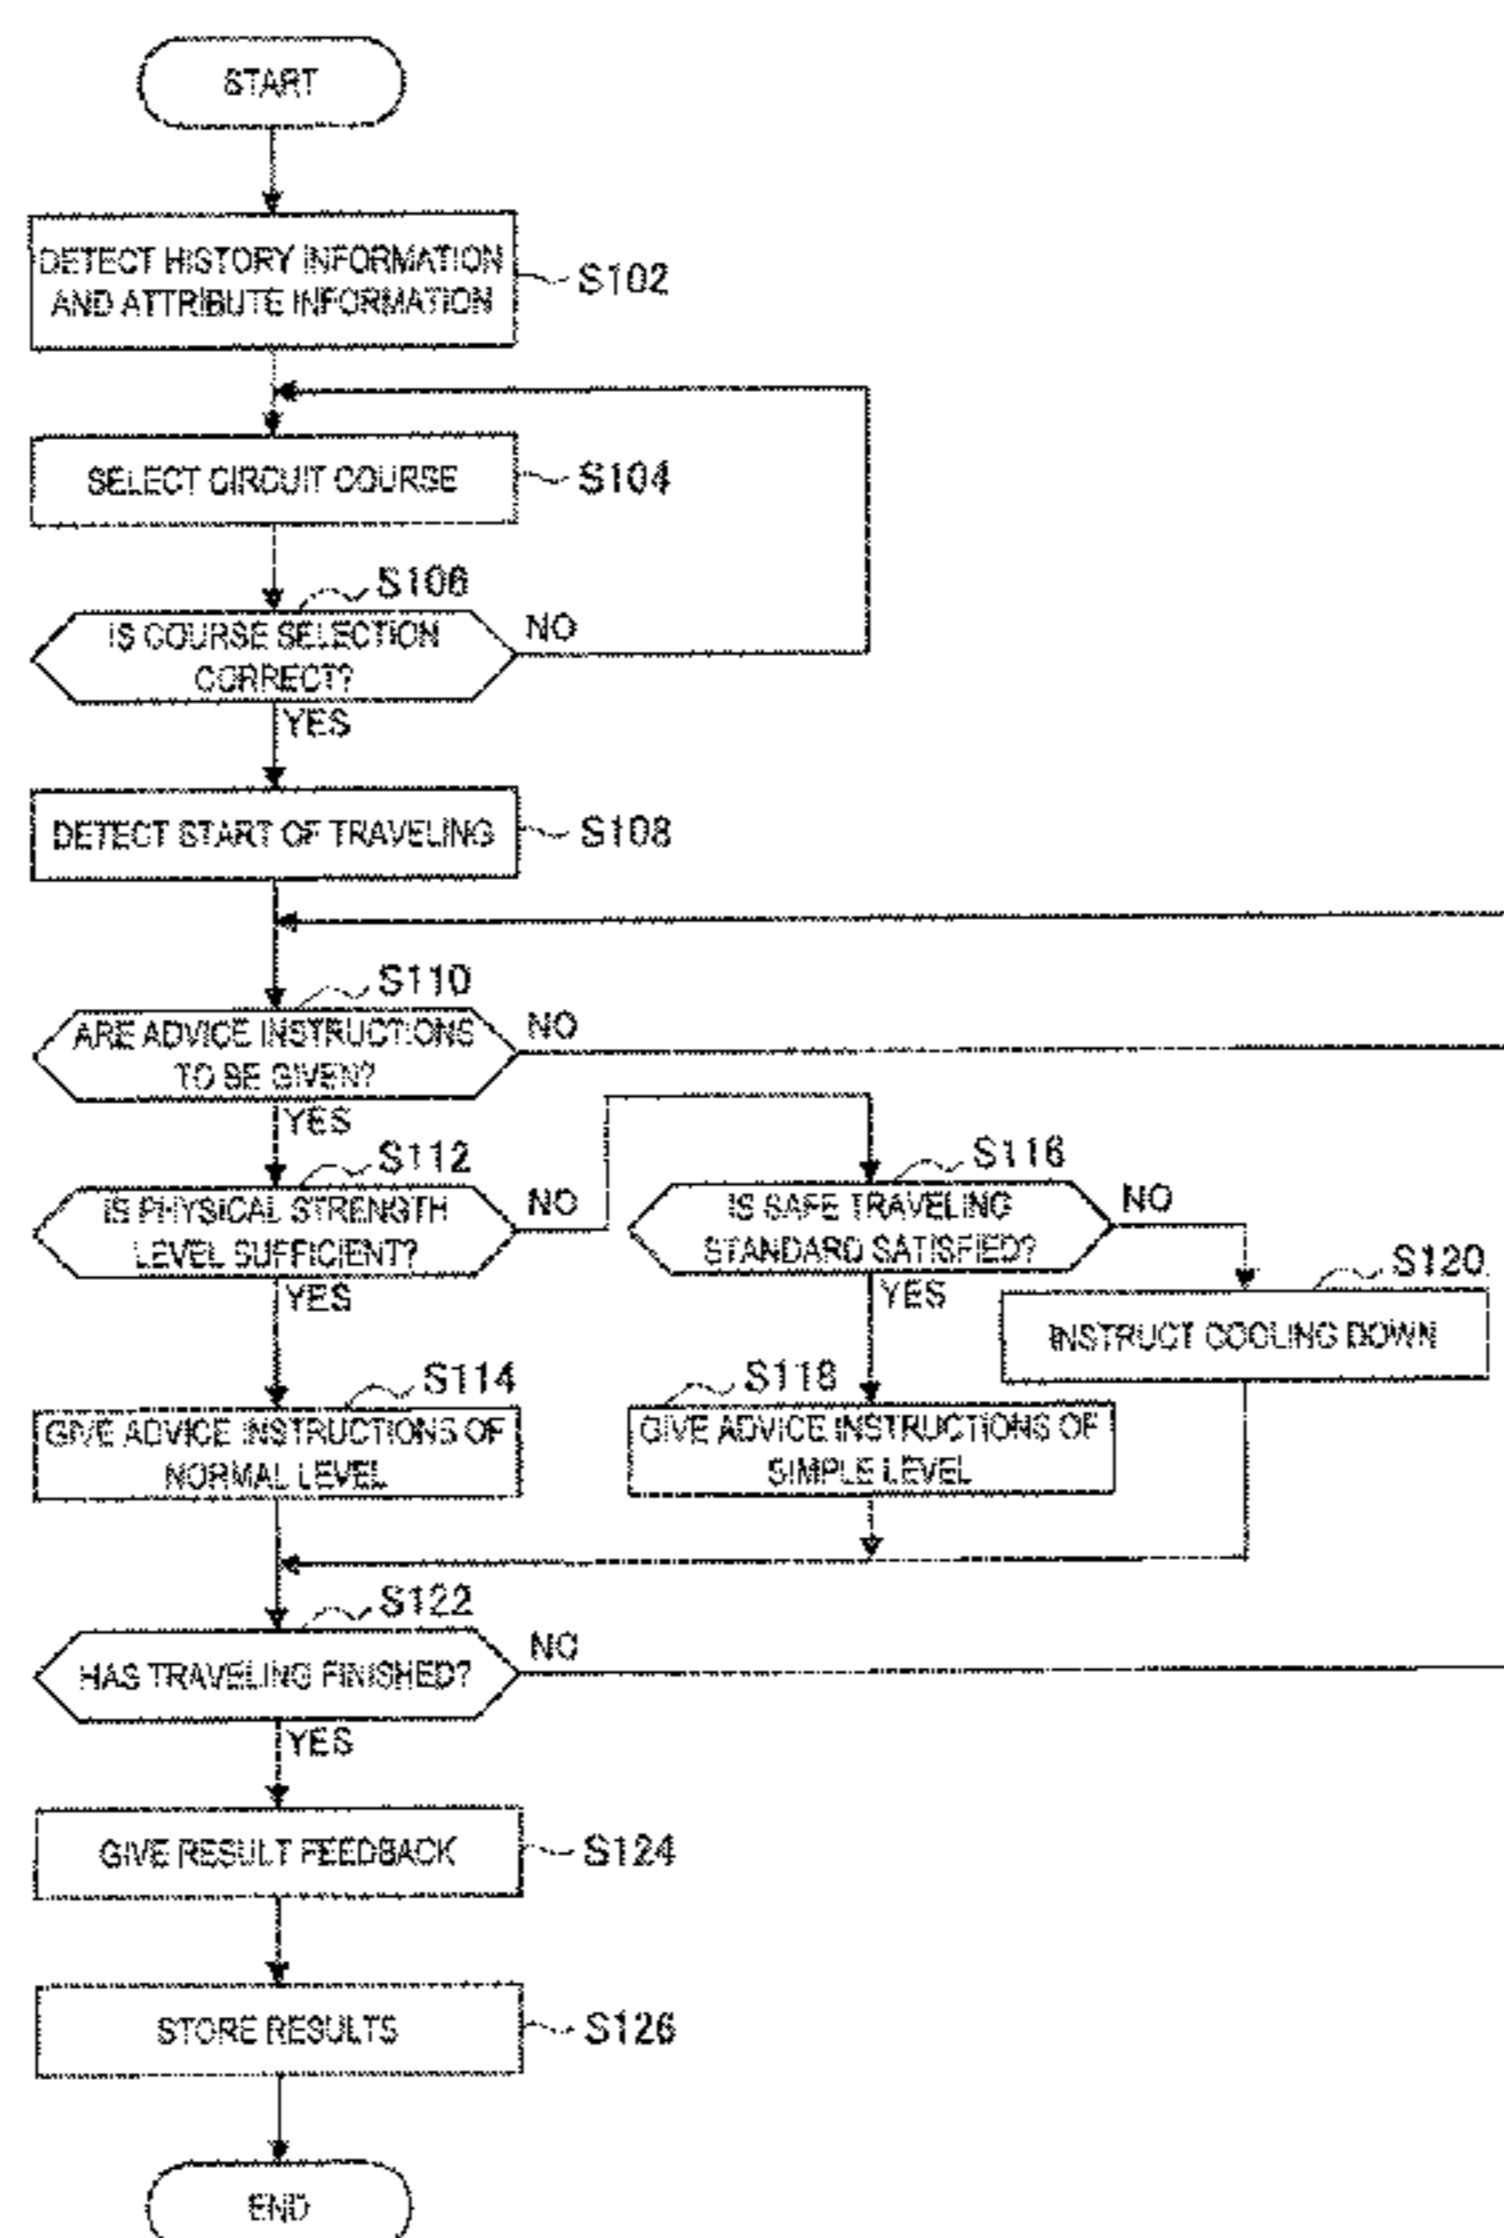 START
DETECT HISTORY INFORMATION
AND ATTRIBUTE INFORMATION
S102
SELECT CIRCUIT COURSE
S104
S106
IS COURSE SELECTION
CORRECT?
NO
YES
DETECT START OF TRAVELING
S108
S110
ARE ADVICE INSTRUCTIONS
TO BE GIVEN?
NO
YES
S112
IS PHYSICAL STRENGTH
LEVEL SUFFICIENT?
NO
YES
S116
IS SAFE TRAVELING
STANDARD SATISFIED?
NO
YES
S120
INSTRUCT COOLING DOWN
S114
GIVE ADVICE INSTRUCTIONS OF
NORMAL LEVEL
S118
GIVE ADVICE INSTRUCTIONS OF
SIMPLE LEVEL
S122
HAS TRAVELING FINISHED?
NO
YES
GIVE RESULT FEEDBACK
S124
STORE RESULTS
S126
END